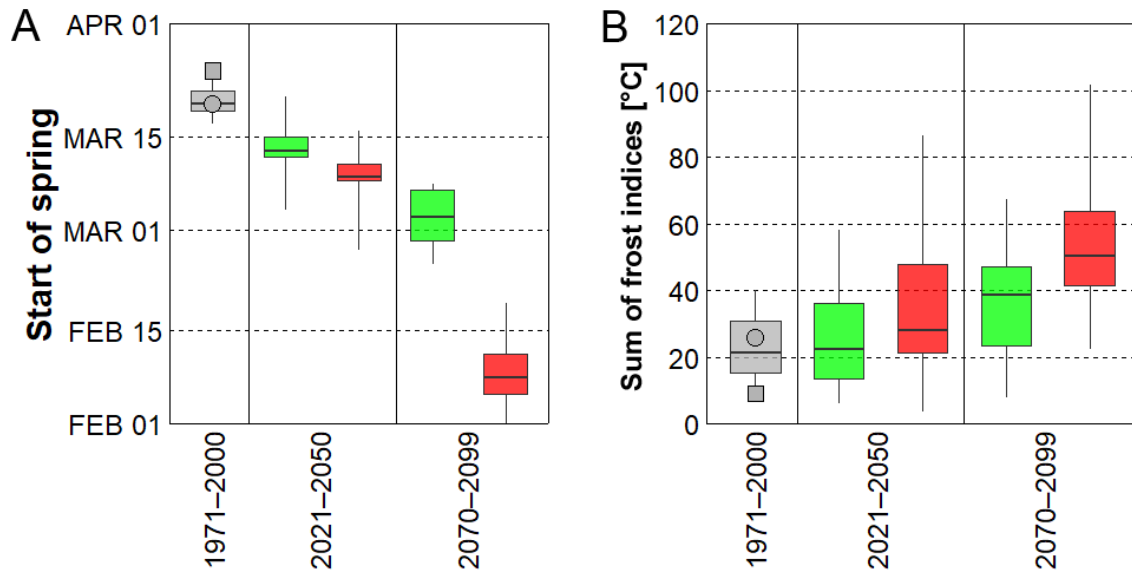 A
Start of spring
APR 01
MAR 15
MAR 01
FEB 15
FEB 01
1971–2000
2021–2050
2070–2099
B
Sum of frost indices [°C]
120
100
80
60
40
20
0
1971–2000
2021–2050
2070–2099